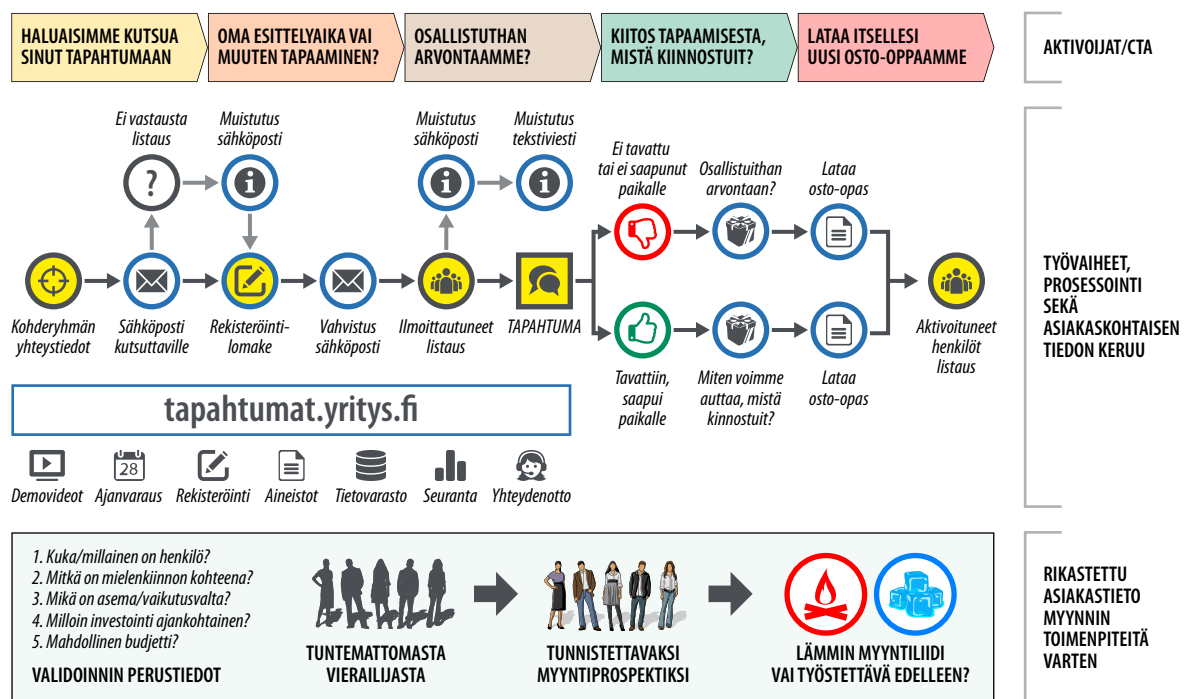 HALUAISIMME KUTSUA
SINUT TAPAHTUMAAN
OMA ESITTELYAIKA VAI
MUUTEN TAPAAMINEN?
OSALLISTUTHAN
ARVONTAAMME?
KIITOS TAPAAMISESTA,
MISTÄ KIINNOSTUIT?
LATAA ITSELLESI
UUSI OSTO-OPPAAMME
AKTIVOIJAT/CTA
Ei vastausta
listaus
Muistutus
sähköposti
Muistutus
sähköposti
Muistutus
tekstiviesti
Ei tavattu
tai ei saapunut
paikalle
Osallistuithan
arvontaan?
Lataa
osto-opas
?
Kohderyhmän
yhteystiedot
Sähköposti
kutsuttaville
Rekisteröinti-
lomake
Vahvistus
sähköposti
Ilmoittautuneet
listaus
TAPAHTUMA
Tavattiin,
saapui
paikalle
Miten voimme
auttaa, mistä
kinnostuit?
Lataa
osto-opas
Aktivoituneet
henkilöt
listaus
TYÖVAIHEET,
PROSESSOINTI
SEKÄ
ASIAKASKOHTAISEN
TIEDON KERUU
tapahtumat.yritys.fi
28
Demovideot
Ajanvaraus
Rekisteröinti
Aineistot
Tietovarasto
Seuranta
Yhteydenotto
1. Kuka/millainen on henkilö?
2. Mitkä on mielenkiinnon kohteena?
3. Mikä on asema/vaikutusvalta?
4. Milloin investointi ajankohtainen?
5. Mahdollinen budjetti?
VALIDOINNIN PERUSTIEDOT
TUNTEMATTOMASTA
VIERAILIJASTA
TUNNISTETTAVAKSI
MYYNTIPROSPEKTIKSI
LÄMMIN MYYNTILIIDI
VAI TYÖSTETTÄVÄ EDELLEEN?
RIKASTETTU
ASIAKASTIETO
MYYNNIN
TOIMENPITEITÄ
VARTEN